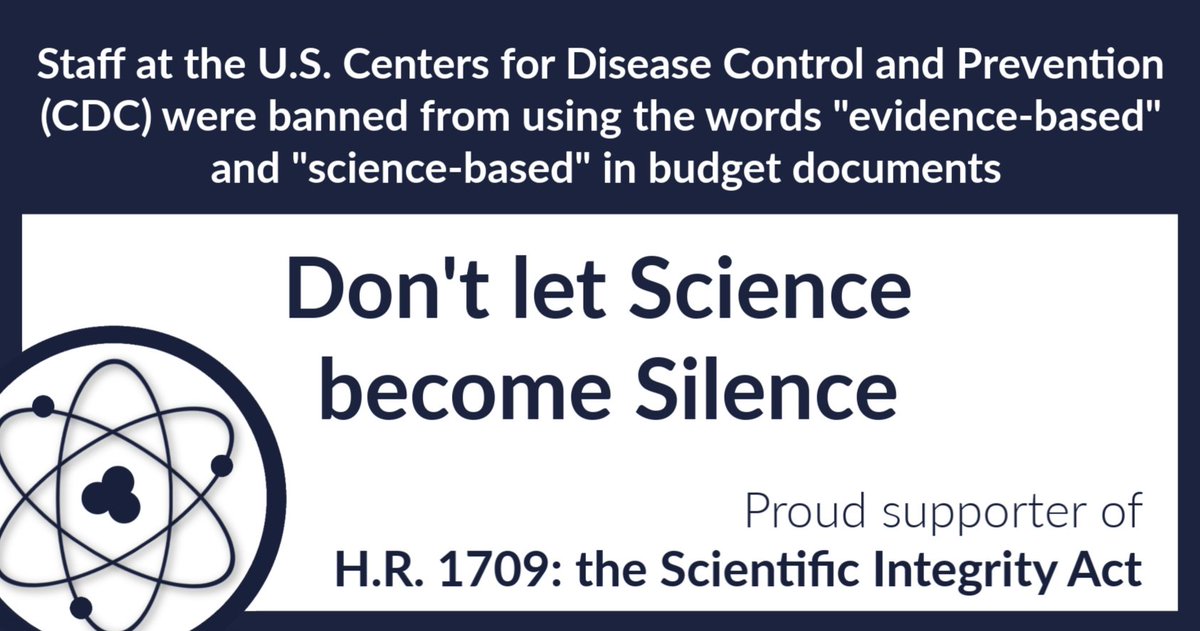 Staff at the U.S. Centers for Disease Control and Prevention
(CDC) were banned from using the words "evidence-based"
and "science-based" in budget documents
Don't let Science
become Silence
Proud supporter of
H.R. 1709: the Scientific Integrity Act